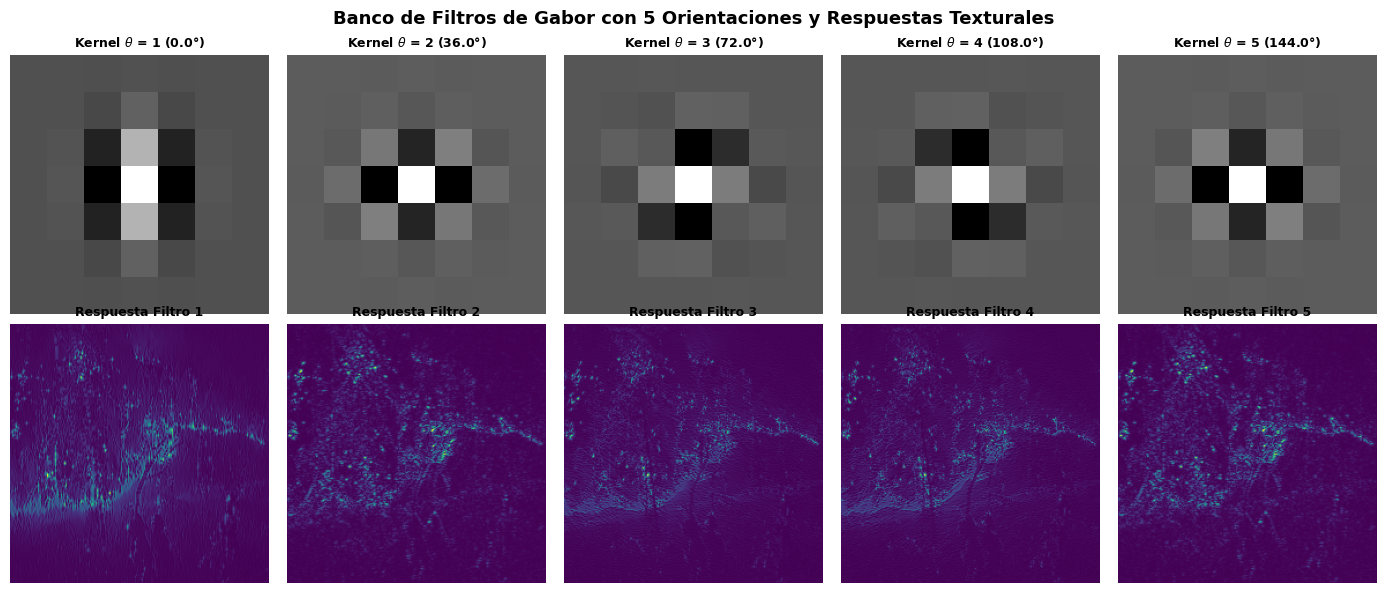 Banco de Filtros de Gabor con 5 Orientaciones y Respuestas Texturales
Kernel θ = 1 (0.0°)
Kernel θ = 2 (36.0°)
Kernel θ = 3 (72.0°)
Kernel θ = 4 (108.0°)
Kernel θ = 5 (144.0°)
Respuesta Filtro 1
Respuesta Filtro 2
Respuesta Filtro 3
Respuesta Filtro 4
Respuesta Filtro 5